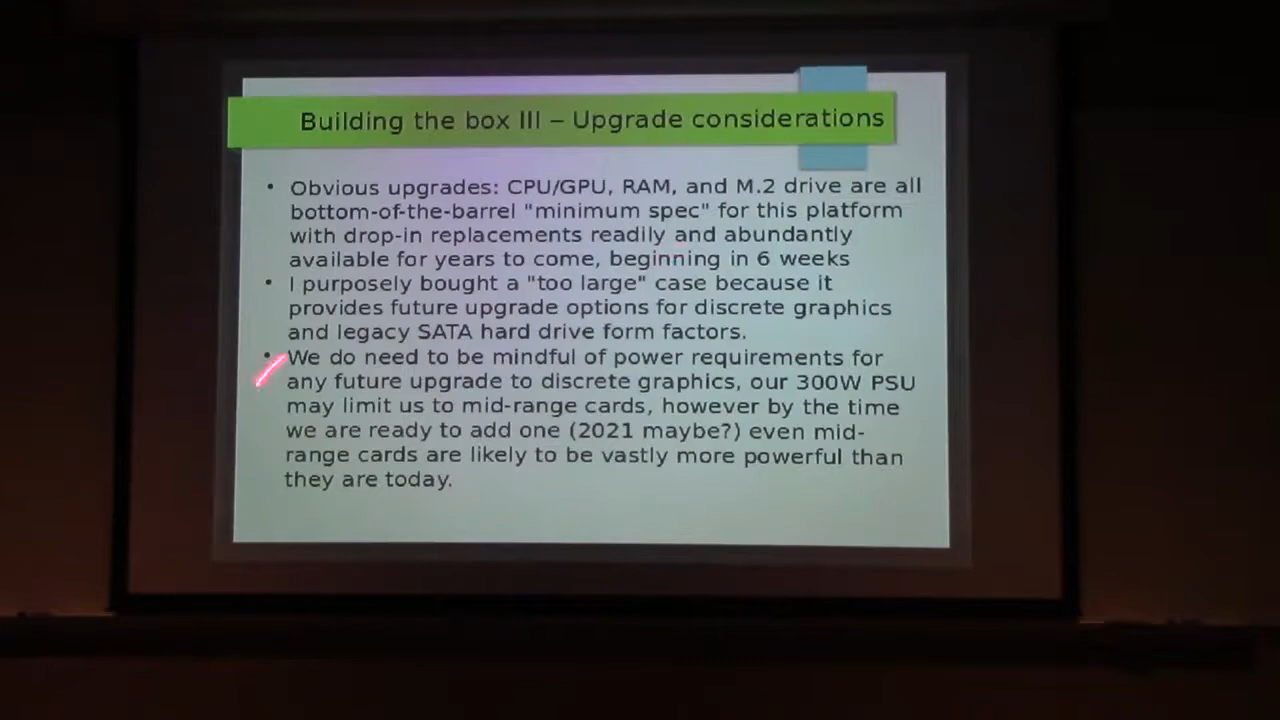 Building the box III – Upgrade considerations
• Obvious upgrades: CPU/GPU, RAM, and M.2 drive are all
bottom-of-the-barrel "minimum spec" for this platform
with drop-in replacements readily and abundantly
available for years to come, beginning in 6 weeks
• I purposely bought a "too large" case because it
provides future upgrade options for discrete graphics
and legacy SATA hard drive form factors.
• We do need to be mindful of power requirements for
any future upgrade to discrete graphics, our 300W PSU
may limit us to mid-range cards, however by the time
we are ready to add one (2021 maybe?) even mid-
range cards are likely to be vastly more powerful than
they are today.